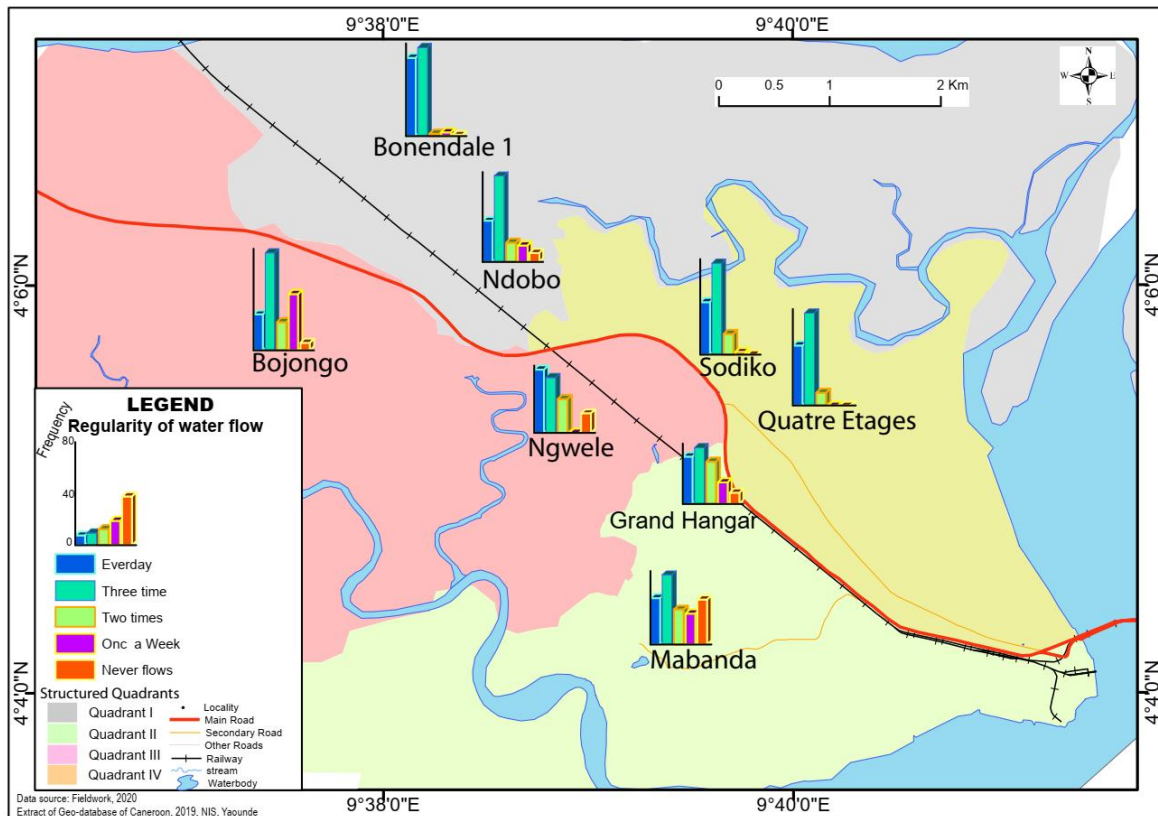 9°38'0"E 9°40'0"E
N
W E
S
0 0.5 1 2 Km
Bonendale 1
Ndobo
4°6'0"N 4°6'0"N
Bojongo
Sodiko
Quatre Etages
Ngwele
Grand Hangar
Mabanda
LEGEND
Regularity of water flow
Frequency
80
40
0
Everday
Three time
Two times
Onc a Week
Never flows
Structured Quadrants
Quadrant I
Quadrant II
Quadrant III
Quadrant IV
Locality
Main Road
Secondary Road
Other Roads
Railway
stream
Waterbody
4°4'0"N 4°4'0"N
Data source: Fieldwork, 2020
Extract of Geo-database of Caneroon, 2019, NIS, Yaounde
9°38'0"E 9°40'0"E